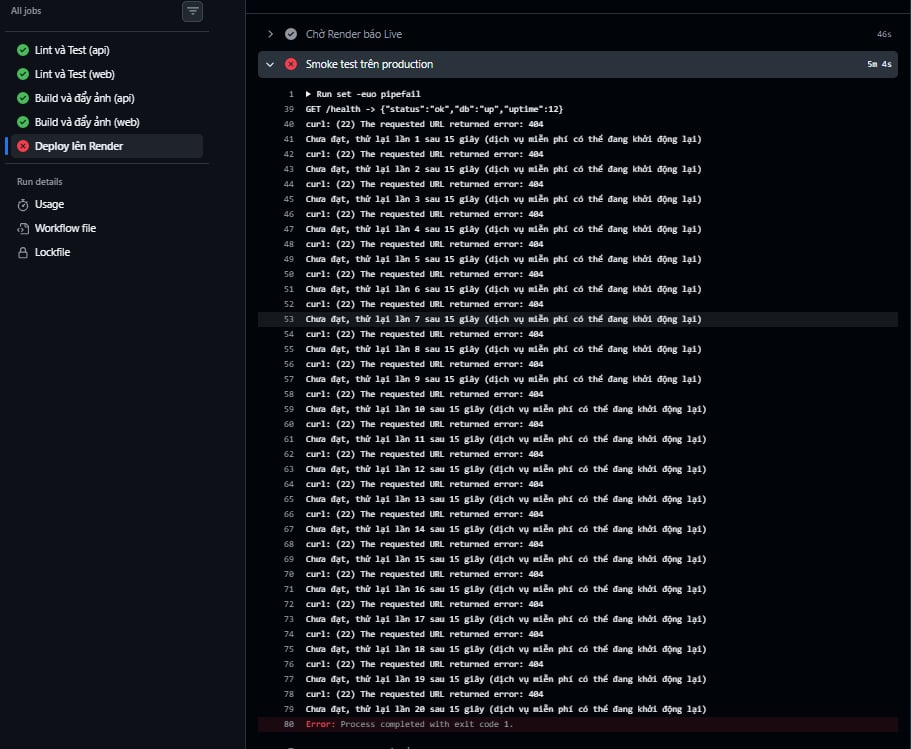 All jobs
Lint và Test (api)
Lint và Test (web)
Build và đẩy ảnh (api)
Build và đẩy ảnh (web)
Deploy lên Render
Run details
Usage
Workflow file
Lockfile
Chờ Render báo Live 46s
Smoke test trên production 5m 4s
1 ▶ Run set -euo pipefail
39 GET /health -> {"status":"ok","db":"up","uptime":12}
40 curl: (22) The requested URL returned error: 404
41 Chưa đạt, thử lại lần 1 sau 15 giây (dịch vụ miễn phí có thể đang khởi động lại)
42 curl: (22) The requested URL returned error: 404
43 Chưa đạt, thử lại lần 2 sau 15 giây (dịch vụ miễn phí có thể đang khởi động lại)
44 curl: (22) The requested URL returned error: 404
45 Chưa đạt, thử lại lần 3 sau 15 giây (dịch vụ miễn phí có thể đang khởi động lại)
46 curl: (22) The requested URL returned error: 404
47 Chưa đạt, thử lại lần 4 sau 15 giây (dịch vụ miễn phí có thể đang khởi động lại)
48 curl: (22) The requested URL returned error: 404
49 Chưa đạt, thử lại lần 5 sau 15 giây (dịch vụ miễn phí có thể đang khởi động lại)
50 curl: (22) The requested URL returned error: 404
51 Chưa đạt, thử lại lần 6 sau 15 giây (dịch vụ miễn phí có thể đang khởi động lại)
52 curl: (22) The requested URL returned error: 404
53 Chưa đạt, thử lại lần 7 sau 15 giây (dịch vụ miễn phí có thể đang khởi động lại)
54 curl: (22) The requested URL returned error: 404
55 Chưa đạt, thử lại lần 8 sau 15 giây (dịch vụ miễn phí có thể đang khởi động lại)
56 curl: (22) The requested URL returned error: 404
57 Chưa đạt, thử lại lần 9 sau 15 giây (dịch vụ miễn phí có thể đang khởi động lại)
58 curl: (22) The requested URL returned error: 404
59 Chưa đạt, thử lại lần 10 sau 15 giây (dịch vụ miễn phí có thể đang khởi động lại)
60 curl: (22) The requested URL returned error: 404
61 Chưa đạt, thử lại lần 11 sau 15 giây (dịch vụ miễn phí có thể đang khởi động lại)
62 curl: (22) The requested URL returned error: 404
63 Chưa đạt, thử lại lần 12 sau 15 giây (dịch vụ miễn phí có thể đang khởi động lại)
64 curl: (22) The requested URL returned error: 404
65 Chưa đạt, thử lại lần 13 sau 15 giây (dịch vụ miễn phí có thể đang khởi động lại)
66 curl: (22) The requested URL returned error: 404
67 Chưa đạt, thử lại lần 14 sau 15 giây (dịch vụ miễn phí có thể đang khởi động lại)
68 curl: (22) The requested URL returned error: 404
69 Chưa đạt, thử lại lần 15 sau 15 giây (dịch vụ miễn phí có thể đang khởi động lại)
70 curl: (22) The requested URL returned error: 404
71 Chưa đạt, thử lại lần 16 sau 15 giây (dịch vụ miễn phí có thể đang khởi động lại)
72 curl: (22) The requested URL returned error: 404
73 Chưa đạt, thử lại lần 17 sau 15 giây (dịch vụ miễn phí có thể đang khởi động lại)
74 curl: (22) The requested URL returned error: 404
75 Chưa đạt, thử lại lần 18 sau 15 giây (dịch vụ miễn phí có thể đang khởi động lại)
76 curl: (22) The requested URL returned error: 404
77 Chưa đạt, thử lại lần 19 sau 15 giây (dịch vụ miễn phí có thể đang khởi động lại)
78 curl: (22) The requested URL returned error: 404
79 Chưa đạt, thử lại lần 20 sau 15 giây (dịch vụ miễn phí có thể đang khởi động lại)
80 Error: Process completed with exit code 1.